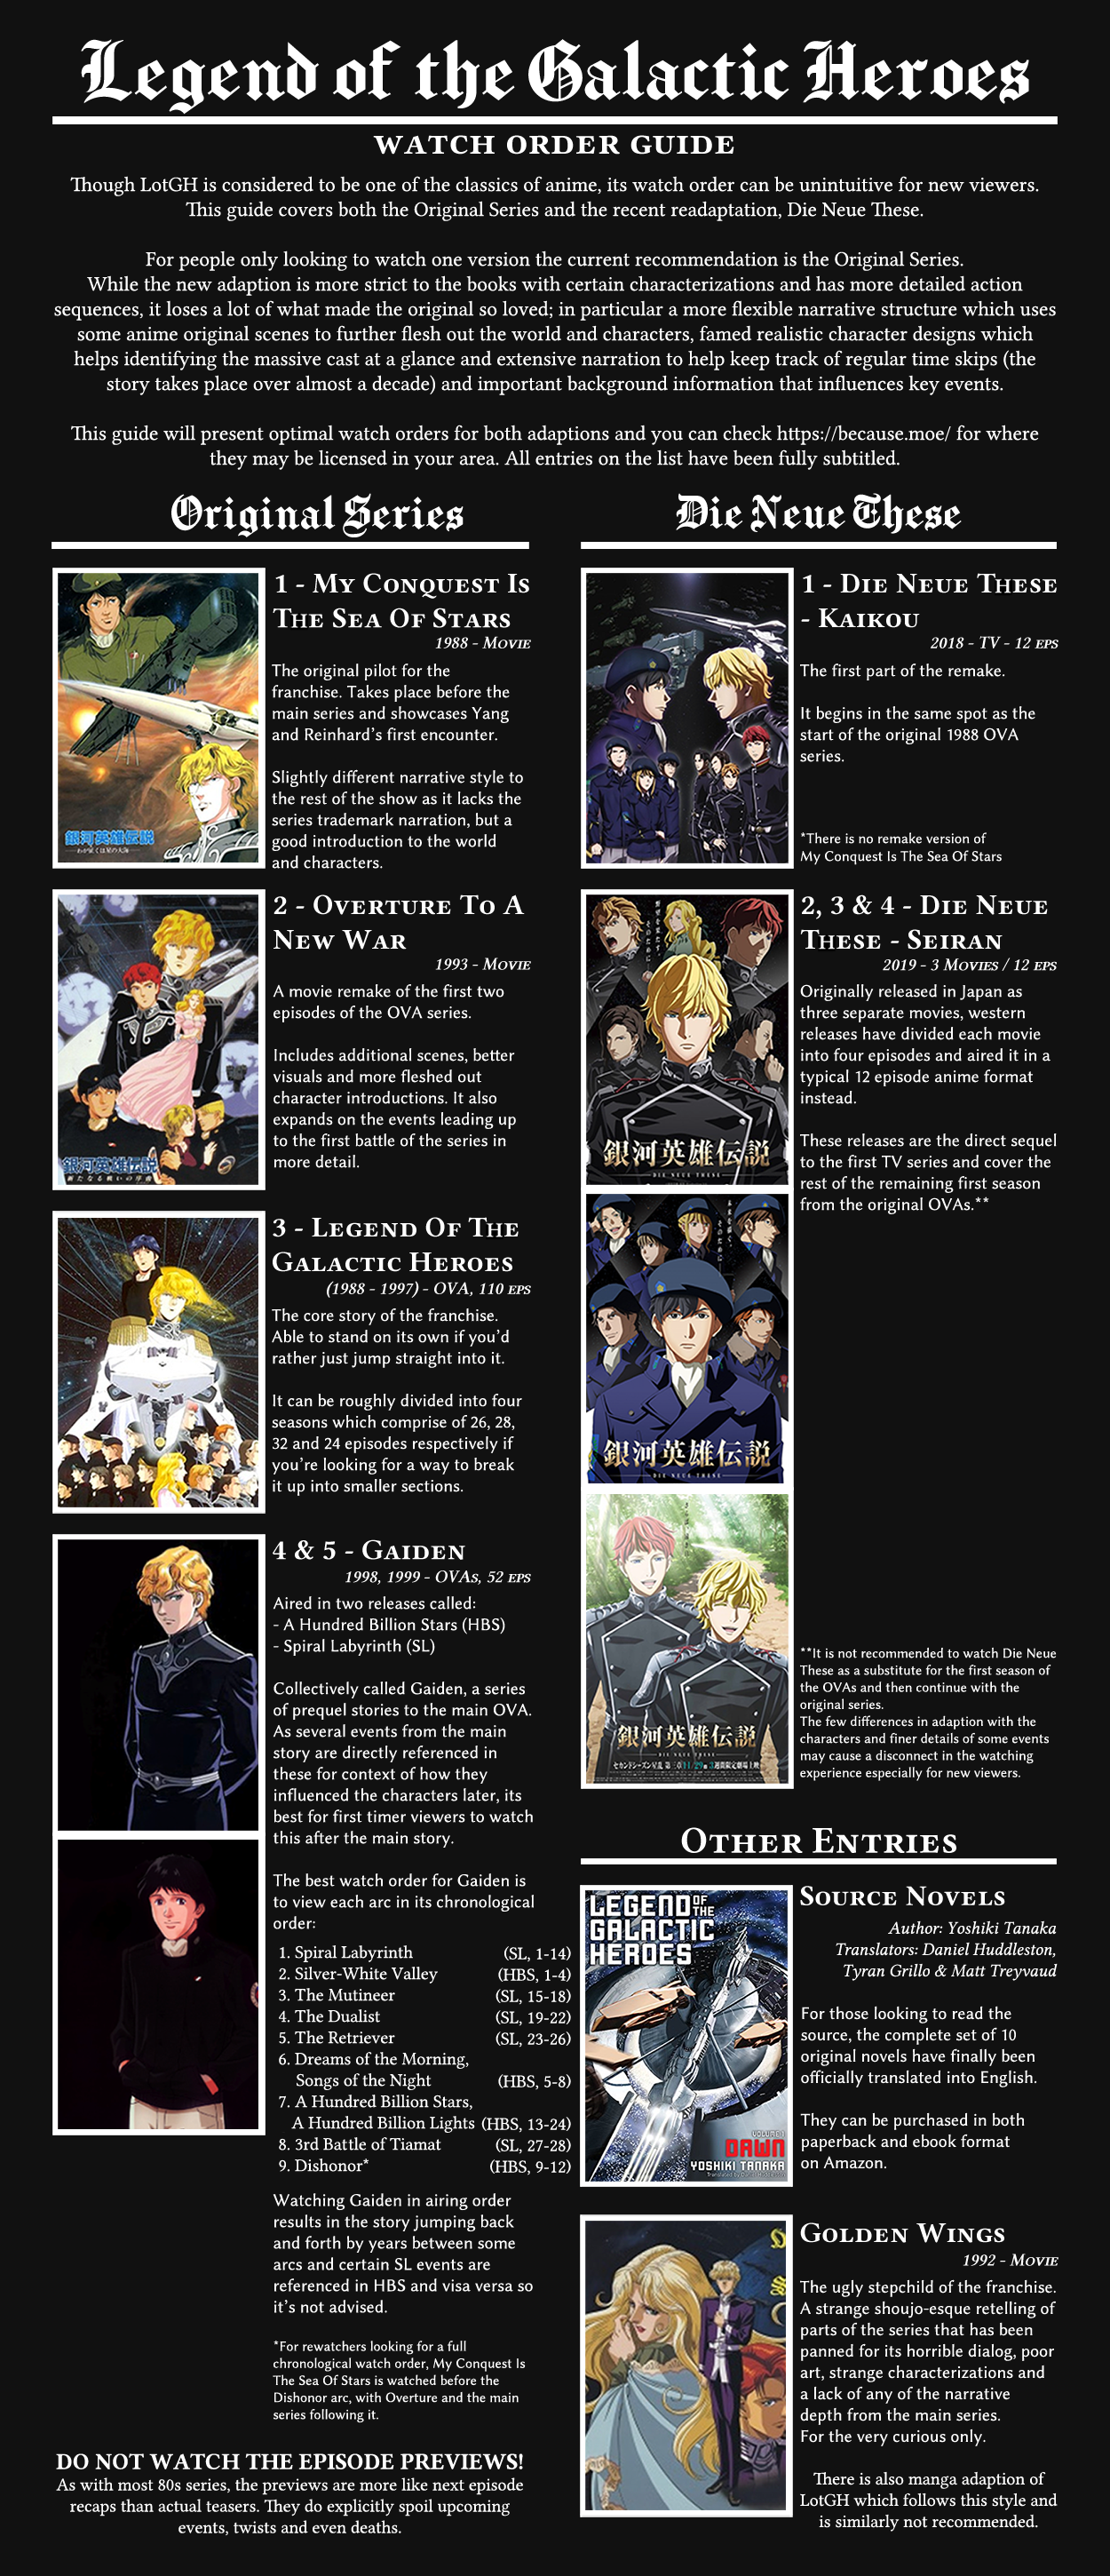 Legend of the Galactic Heroes
WATCH ORDER GUIDE
Though LotGH is considered to be one of the classics of anime, its watch order can be unintuitive for new viewers.
This guide covers both the Original Series and the recent readaptation, Die Neue These.
For people only looking to watch one version the current recommendation is the Original Series.
While the new adaption is more strict to the books with certain characterizations and has more detailed action
sequences, it loses a lot of what made the original so loved; in particular a more flexible narrative structure which uses
some anime original scenes to further flesh out the world and characters, famed realistic character designs which
helps identifying the massive cast at a glance and extensive narration to help keep track of regular time skips (the
story takes place over almost a decade) and important background information that influences key events.
This guide will present optimal watch orders for both adaptions and you can check https://because.moe/ for where
they may be licensed in your area. All entries on the list have been fully subtitled.
Original Series
1 - My Conquest Is
The Sea Of Stars
1988 - Movie
The original pilot for the
franchise. Takes place before the
main series and showcases Yang
and Reinhard's first encounter.
Slightly different narrative style to
the rest of the show as it lacks the
series trademark narration, but a
good introduction to the world
and characters.
銀河英雄伝説
わが征くは星の大海
2 - Overture To A
New War
1993 - Movie
A movie remake of the first two
episodes of the OVA series.
Includes additional scenes, better
visuals and more fleshed out
character introductions. It also
expands on the events leading up
to the first battle of the series in
more detail.
銀河英雄伝説
新たなる戦いの序曲
3 - Legend Of The
Galactic Heroes
(1988 - 1997) - OVA, 110 eps
The core story of the franchise.
Able to stand on its own if you'd
rather just jump straight into it.
It can be roughly divided into four
seasons which comprise of 26, 28,
32 and 24 episodes respectively if
you're looking for a way to break
it up into smaller sections.
4 & 5 - Gaiden
1998, 1999 - OVAs, 52 eps
Aired in two releases called:
- A Hundred Billion Stars (HBS)
- Spiral Labyrinth (SL)
Collectively called Gaiden, a series
of prequel stories to the main OVA.
As several events from the main
story are directly referenced in
these for context of how they
influenced the characters later, its
best for first timer viewers to watch
this after the main story.
The best watch order for Gaiden is
to view each arc in its chronological
order:
1. Spiral Labyrinth (SL, 1-14)
2. Silver-White Valley (HBS, 1-4)
3. The Mutineer (SL, 15-18)
4. The Dualist (SL, 19-22)
5. The Retriever (SL, 23-26)
6. Dreams of the Morning,
Songs of the Night (HBS, 5-8)
7. A Hundred Billion Stars,
A Hundred Billion Lights (HBS, 13-24)
8. 3rd Battle of Tiamat (SL, 27-28)
9. Dishonor* (HBS, 9-12)
Watching Gaiden in airing order
results in the story jumping back
and forth by years between some
arcs and certain SL events are
referenced in HBS and visa versa so
it's not advised.
*For rewatchers looking for a full
chronological watch order, My Conquest Is
The Sea Of Stars is watched before the
Dishonor arc, with Overture and the main
series following it.
DO NOT WATCH THE EPISODE PREVIEWS!
As with most 80s series, the previews are more like next episode
recaps than actual teasers. They do explicitly spoil upcoming
events, twists and even deaths.
Die Neue These
1 - Die Neue These
- Kaikou
2018 - TV - 12 eps
The first part of the remake.
It begins in the same spot as the
start of the original 1988 OVA
series.
*There is no remake version of
My Conquest Is The Sea Of Stars
2, 3 & 4 - Die Neue
These - Seiran
2019 - 3 Movies / 12 eps
Originally released in Japan as
three separate movies, western
releases have divided each movie
into four episodes and aired it in a
typical 12 episode anime format
instead.
These releases are the direct sequel
to the first TV series and cover the
rest of the remaining first season
from the original OVAs.**
銀河英雄伝説
DIE NEUE THESE
銀河英雄伝説
DIE NEUE THESE
銀河英雄伝説
DIE NEUE THESE
**It is not recommended to watch Die Neue
These as a substitute for the first season of
the OVAs and then continue with the
original series.
The few differences in adaption with the
characters and finer details of some events
may cause a disconnect in the watching
experience especially for new viewers.
Other Entries
Source Novels
Author: Yoshiki Tanaka
Translators: Daniel Huddleston,
Tyran Grillo & Matt Treyvaud
For those looking to read the
source, the complete set of 10
original novels have finally been
officially translated into English.
They can be purchased in both
paperback and ebook format
on Amazon.
LEGEND OF THE
GALACTIC
HEROES
VOLUME 1
DAWN
YOSHIKI TANAKA
Golden Wings
1992 - Movie
The ugly stepchild of the franchise.
A strange shoujo-esque retelling of
parts of the series that has been
panned for its horrible dialog, poor
art, strange characterizations and
a lack of any of the narrative
depth from the main series.
For the very curious only.
There is also manga adaption of
LotGH which follows this style and
is similarly not recommended.